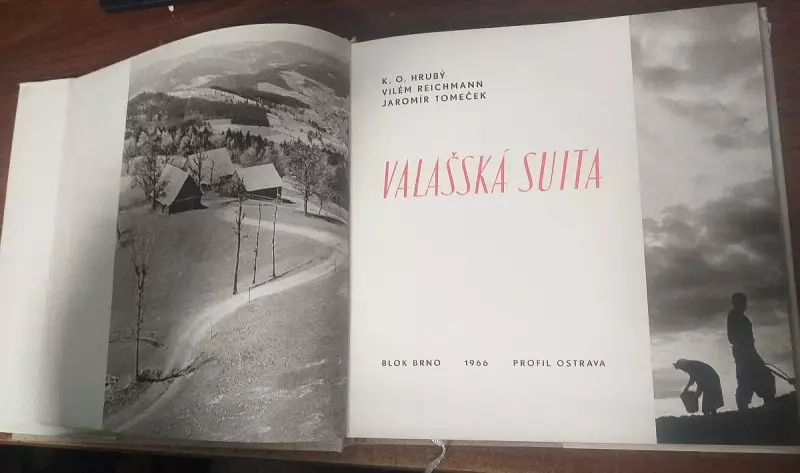 K. O. HRUBÝ
VILÉM REICHMANN
JAROMÍR TOMEČEK
VALAŠSKÁ SUITA
BLOK BRNO 1966 PROFIL OSTRAVA